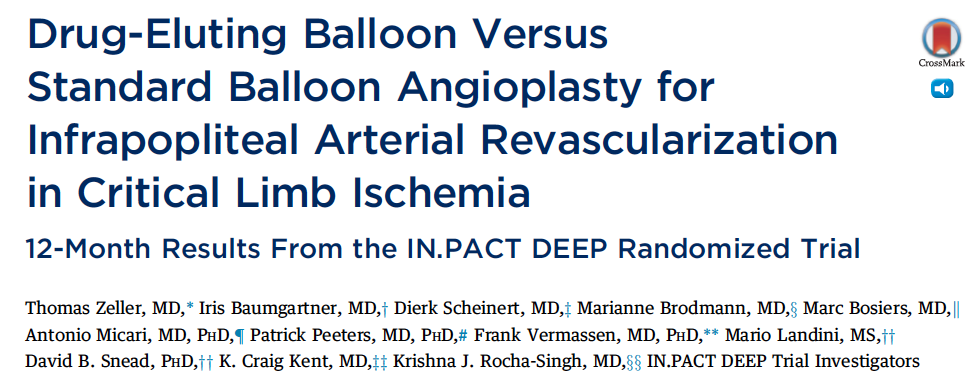 Drug-Eluting Balloon Versus
Standard Balloon Angioplasty for
Infrapopliteal Arterial Revascularization
in Critical Limb Ischemia
CrossMark
12-Month Results From the IN.PACT DEEP Randomized Trial
Thomas Zeller, MD,* Iris Baumgartner, MD,† Dierk Scheinert, MD,‡ Marianne Brodmann, MD,§ Marc Bosiers, MD,‖
Antonio Micari, MD, PHD,¶ Patrick Peeters, MD, PHD,# Frank Vermassen, MD, PHD,** Mario Landini, MS,††
David B. Snead, PHD,†† K. Craig Kent, MD,‡‡ Krishna J. Rocha-Singh, MD,§§ IN.PACT DEEP Trial Investigators